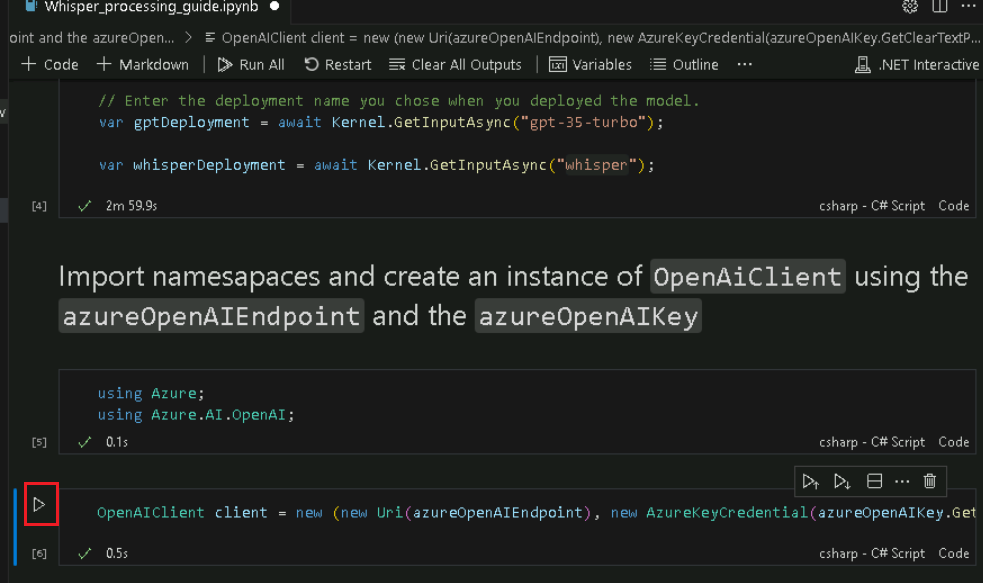 Whisper_processing_guide.ipynb
oint and the azureOpen... > OpenAIClient client = new (new Uri(azureOpenAIEndpoint), new AzureKeyCredential(azureOpenAIKey.GetClearTextP...
+ Code + Markdown Run All Restart Clear All Outputs Variables Outline ... .NET Interactive
// Enter the deployment name you chose when you deployed the model.
var gptDeployment = await Kernel.GetInputAsync("gpt-35-turbo");
var whisperDeployment = await Kernel.GetInputAsync("whisper");
[4] 2m 59.9s csharp - C# Script Code
Import namesapaces and create an instance of OpenAiClient using the
azureOpenAIEndpoint and the azureOpenAIKey
using Azure;
using Azure.AI.OpenAI;
[5] 0.1s csharp - C# Script Code
OpenAIClient client = new (new Uri(azureOpenAIEndpoint), new AzureKeyCredential(azureOpenAIKey.Get
[6] 0.5s csharp - C# Script Code